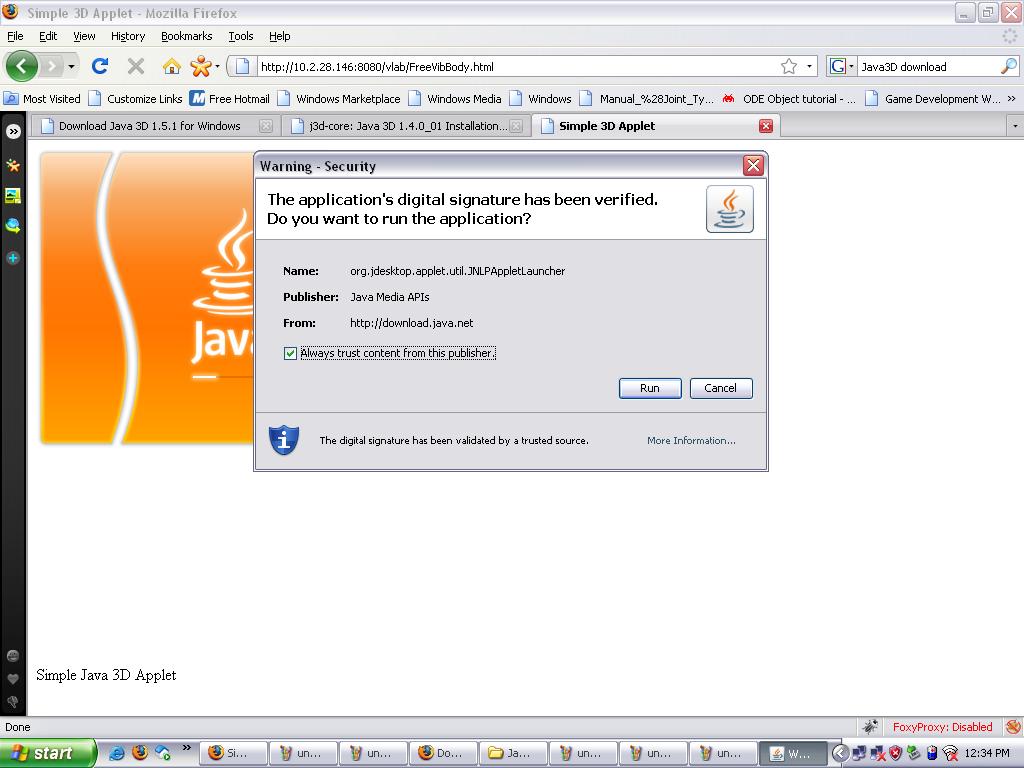 Simple 3D Applet - Mozilla Firefox
File Edit View History Bookmarks Tools Help
http://10.2.28.146:8080/vlab/FreeVibBody.html
G Java3D download
Most Visited Customize Links Free Hotmail Windows Marketplace Windows Media Windows Manual_%28Joint_Ty... ODE Object tutorial - ... Game Development W... »
Download Java 3D 1.5.1 for Windows j3d-core: Java 3D 1.4.0_01 Installation... Simple 3D Applet
Warning - Security
The application's digital signature has been verified.
Do you want to run the application?
Name: org.jdesktop.applet.util.JNLPAppletLauncher
Publisher: Java Media APIs
From: http://download.java.net
Always trust content from this publisher.
Run Cancel
The digital signature has been validated by a trusted source. More Information...
Simple Java 3D Applet
Done FoxyProxy: Disabled
start » Si... un... un... Do... Ja... un... un... un... W... 12:34 PM